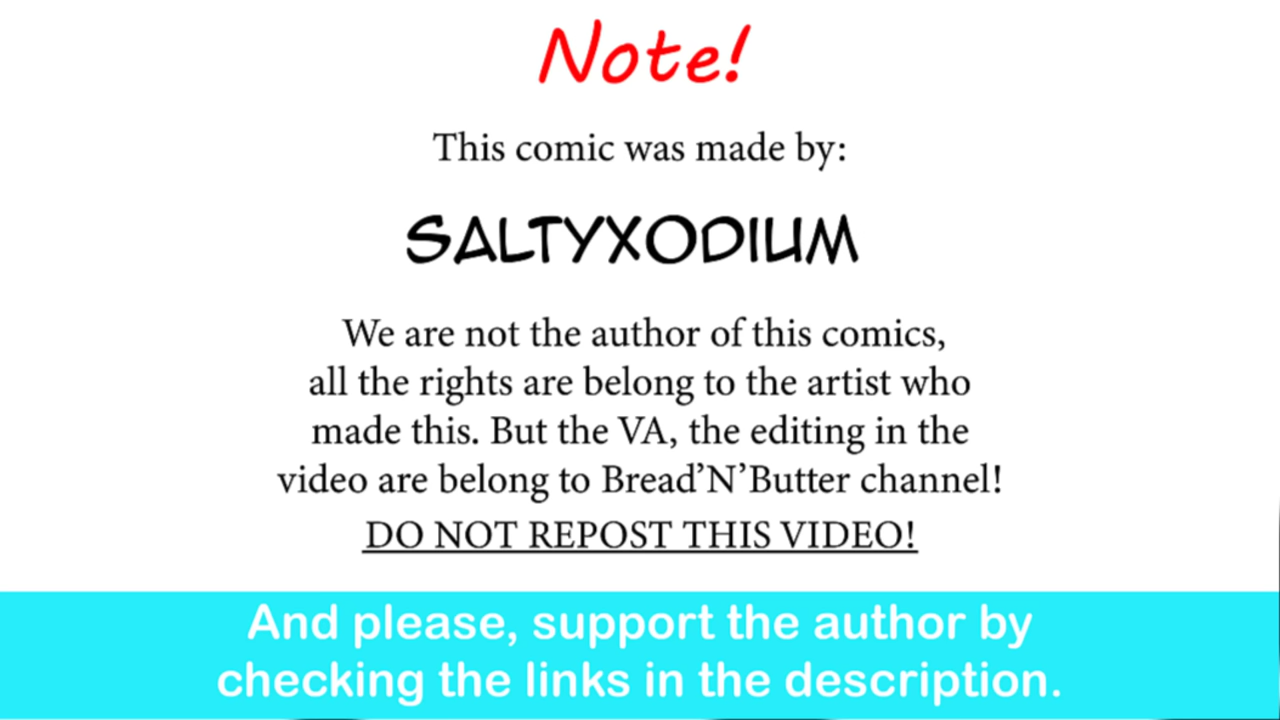 Note!
This comic was made by:
SALTYXODIUM
We are not the author of this comics,
all the rights are belong to the artist who
made this. But the VA, the editing in the
video are belong to Bread’N’Butter channel!
DO NOT REPOST THIS VIDEO!
And please, support the author by
checking the links in the description.